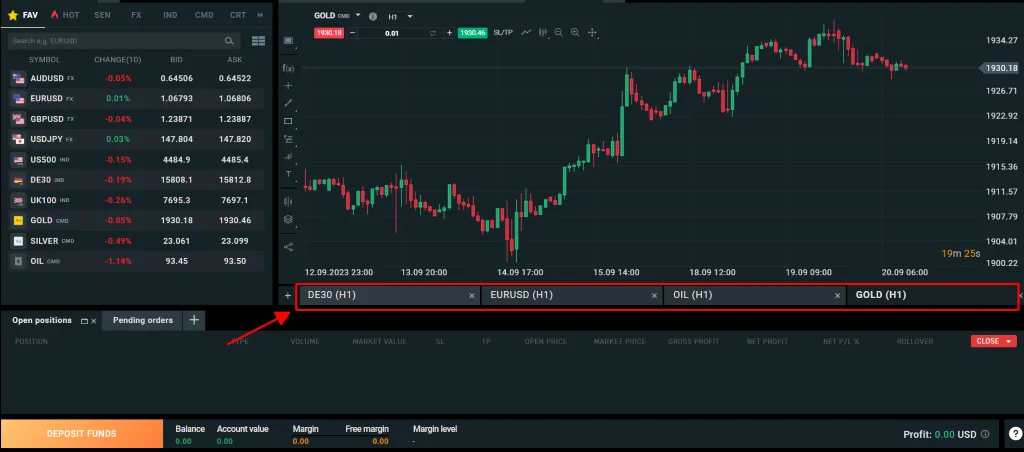 FAV HOT SEN FX IND CMD CRT »
Search e.g. EURUSD
SYMBOL CHANGE(1D) BID ASK
AUDUSD FX -0.05% 0.64506 0.64522
EURUSD FX 0.01% 1.06793 1.06806
GBPUSD FX -0.04% 1.23871 1.23887
USDJPY FX 0.03% 147.804 147.820
US500 IND -0.15% 4484.9 4485.4
DE30 IND -0.19% 15808.1 15812.8
UK100 IND -0.26% 7695.3 7697.1
GOLD CMD -0.05% 1930.18 1930.46
SILVER CMD -0.49% 23.061 23.099
OIL CMD -1.14% 93.45 93.50
GOLD CMD H1
1930.18 − 0.01 + 1930.46 SL/TP
f(x)
T
1934.27
1930.18
1926.71
1922.92
1919.14
1915.36
1911.57
1907.79
1904.01
1900.22
19m 25s
12.09.2023 23:00 13.09 20:00 14.09 17:00 15.09 14:00 18.09 12:00 19.09 09:00 20.09 06:00
+ DE30 (H1) × EURUSD (H1) × OIL (H1) × GOLD (H1) ×
Open positions × Pending orders +
POSITION TYPE VOLUME MARKET VALUE SL TP OPEN PRICE MARKET PRICE GROSS PROFIT NET PROFIT NET P/L % ROLLOVER CLOSE
DEPOSIT FUNDS
Balance Account value Margin Free margin Margin level
0.00 0.00 0.00 0.00 -
Profit: 0.00 USD
?